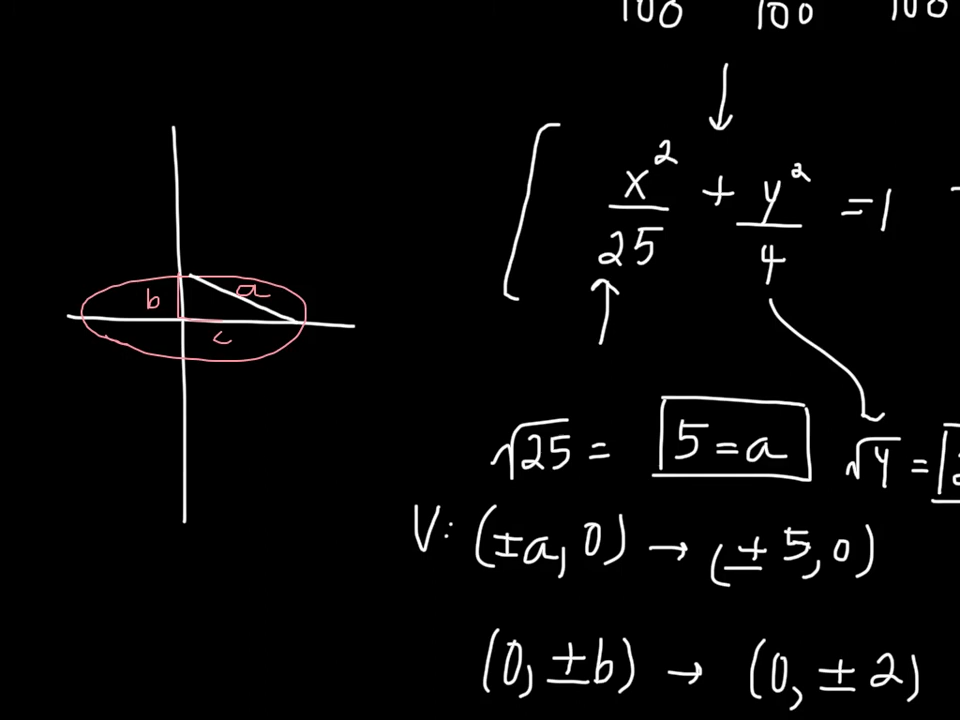 100 100 100
x² + y² = 1
25 4
b a
c
√25 = 5 = a √4 =
V: (±a, 0) → (± 5, 0)
(0, ±b) → (0, ± 2)